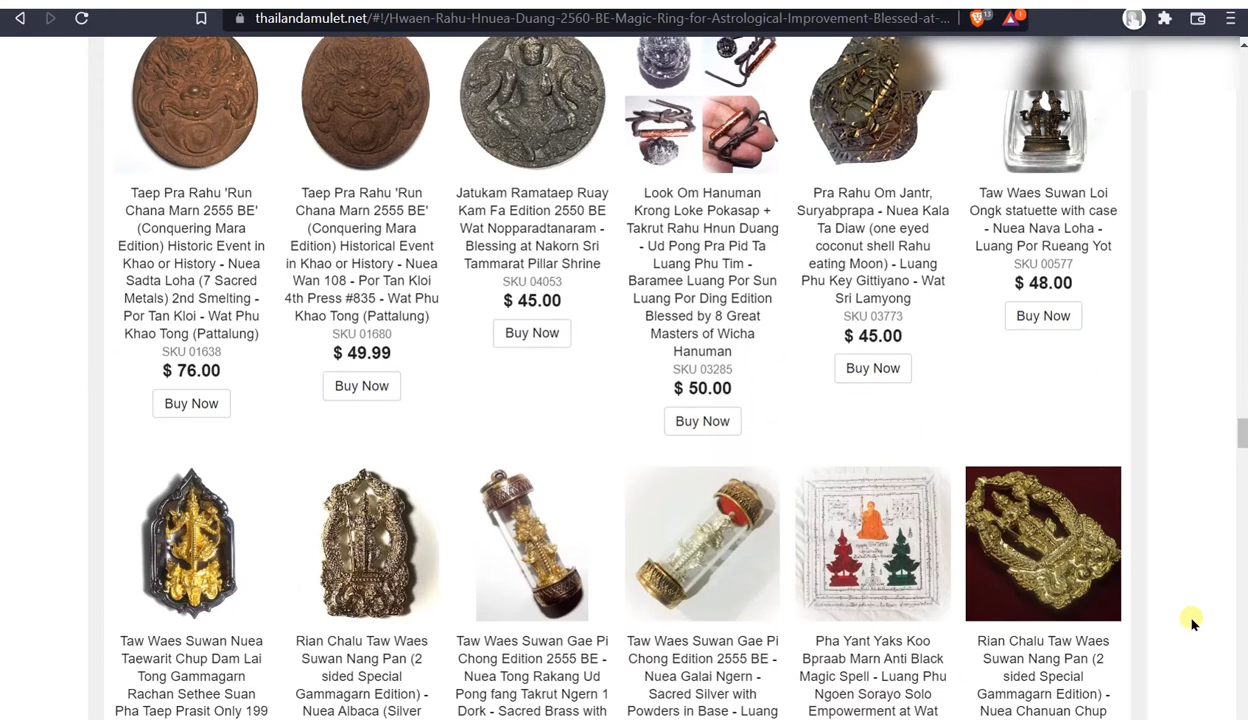 thailandamulet.net/#!/Hwaen-Rahu-Hnuea-Duang-2560-BE-Magic-Ring-for-Astrological-Improvement-Blessed-at-...
13
1
Taep Pra Rahu 'Run
Chana Marn 2555 BE'
(Conquering Mara
Edition) Historic Event in
Khao or History - Nuea
Sadta Loha (7 Sacred
Metals) 2nd Smelting -
Por Tan Kloi - Wat Phu
Khao Tong (Pattalung)
SKU 01638
$ 76.00
Buy Now
Taep Pra Rahu 'Run
Chana Marn 2555 BE'
(Conquering Mara
Edition) Historical Event
in Khao or History - Nuea
Wan 108 - Por Tan Kloi
4th Press #835 - Wat Phu
Khao Tong (Pattalung)
SKU 01680
$ 49.99
Buy Now
Jatukam Ramataep Ruay
Kam Fa Edition 2550 BE
Wat Nopparadtanaram -
Blessing at Nakorn Sri
Tammarat Pillar Shrine
SKU 04053
$ 45.00
Buy Now
Look Om Hanuman
Krong Loke Pokasap +
Takrut Rahu Hnun Duang
- Ud Pong Pra Pid Ta
Luang Phu Tim -
Baramee Luang Por Sun
Luang Por Ding Edition
Blessed by 8 Great
Masters of Wicha
Hanuman
SKU 03285
$ 50.00
Buy Now
Pra Rahu Om Jantr,
Suryabprapa - Nuea Kala
Ta Diaw (one eyed
coconut shell Rahu
eating Moon) - Luang
Phu Key Gittiyano - Wat
Sri Lamyong
SKU 03773
$ 45.00
Buy Now
Taw Waes Suwan Loi
Ongk statuette with case
- Nuea Nava Loha -
Luang Por Rueang Yot
SKU 00577
$ 48.00
Buy Now
Taw Waes Suwan Nuea
Taewarit Chup Dam Lai
Tong Gammagarn
Rachan Sethee Suan
Pha Taep Prasit Only 199
Rian Chalu Taw Waes
Suwan Nang Pan (2
sided Special
Gammagarn Edition) -
Nuea Albaca (Silver
Taw Waes Suwan Gae Pi
Chong Edition 2555 BE -
Nuea Tong Rakang Ud
Pong fang Takrut Ngern 1
Dork - Sacred Brass with
Taw Waes Suwan Gae Pi
Chong Edition 2555 BE -
Nuea Galai Ngern -
Sacred Silver with
Powders in Base - Luang
Pha Yant Yaks Koo
Bpraab Marn Anti Black
Magic Spell - Luang Phu
Ngoen Sorayo Solo
Empowerment at Wat
Rian Chalu Taw Waes
Suwan Nang Pan (2
sided Special
Gammagarn Edition) -
Nuea Chanuan Chup